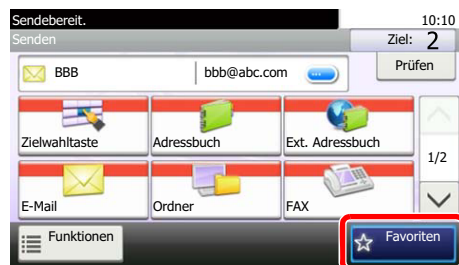 Sendebereit. 10:10
Senden Ziel: 2
BBB bbb@abc.com Prüfen
Zielwahltaste Adressbuch Ext. Adressbuch
1/2
E-Mail Ordner FAX
Funktionen Favoriten